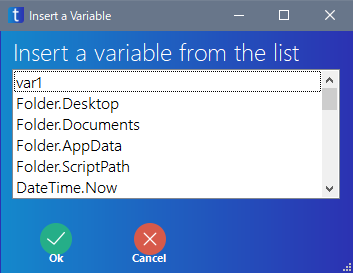 t Insert a Variable
Insert a variable from the list
var1
Folder.Desktop
Folder.Documents
Folder.AppData
Folder.ScriptPath
DateTime.Now
Ok Cancel